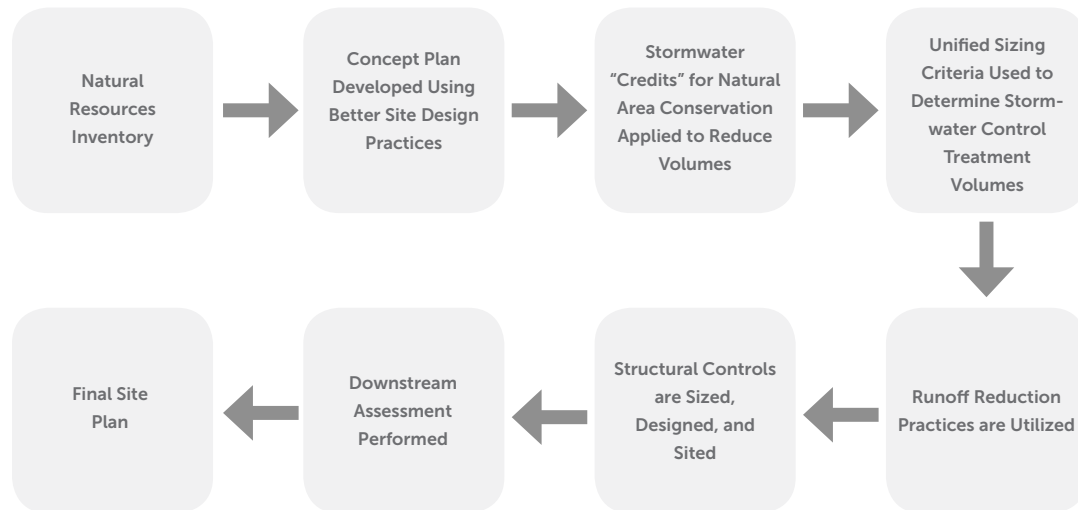 Natural
Resources
Inventory
Concept Plan
Developed Using
Better Site Design
Practices
Stormwater
“Credits” for Natural
Area Conservation
Applied to Reduce
Volumes
Unified Sizing
Criteria Used to
Determine Storm-
water Control
Treatment
Volumes
Runoff Reduction
Practices are Utilized
Structural Controls
are Sized,
Designed, and
Sited
Downstream
Assessment
Performed
Final Site
Plan